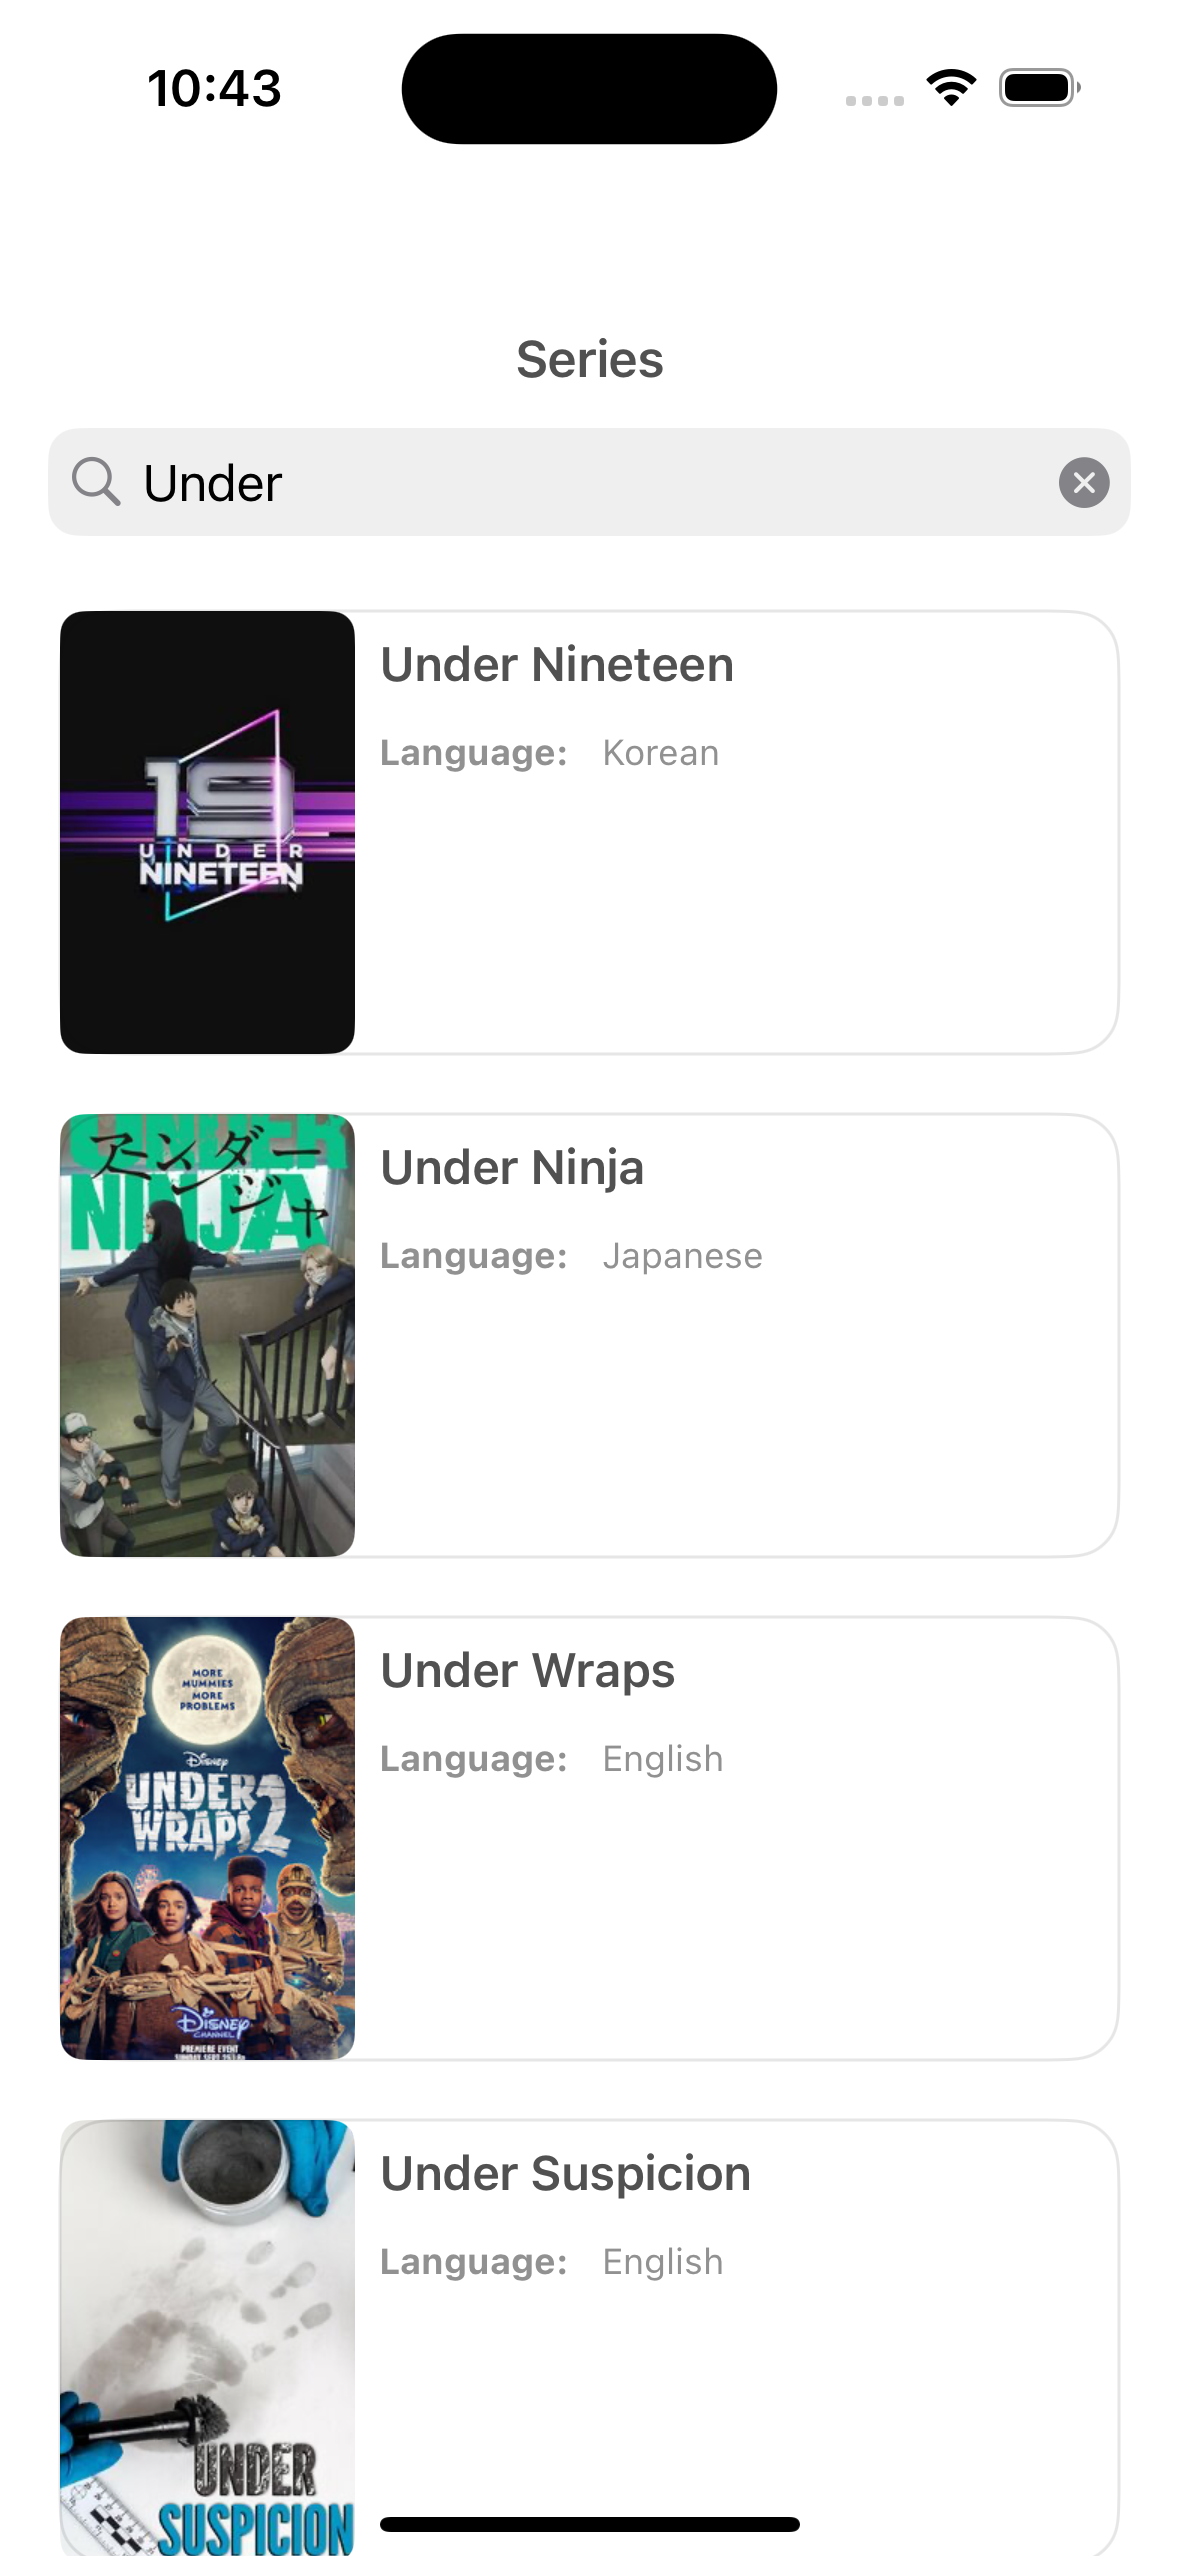 10:43
Series
Under
19
UNDER
NINETEEN
Under Nineteen
Language: Korean
UNDER
アンダー
NINJA
ンジャ
Under Ninja
Language: Japanese
MORE
MUMMIES
MORE
PROBLEMS
Disney
UNDER
WRAPS 2
Disney
CHANNEL
PREMIERE EVENT
Under Wraps
Language: English
UNDER
SUSPICION
Under Suspicion
Language: English